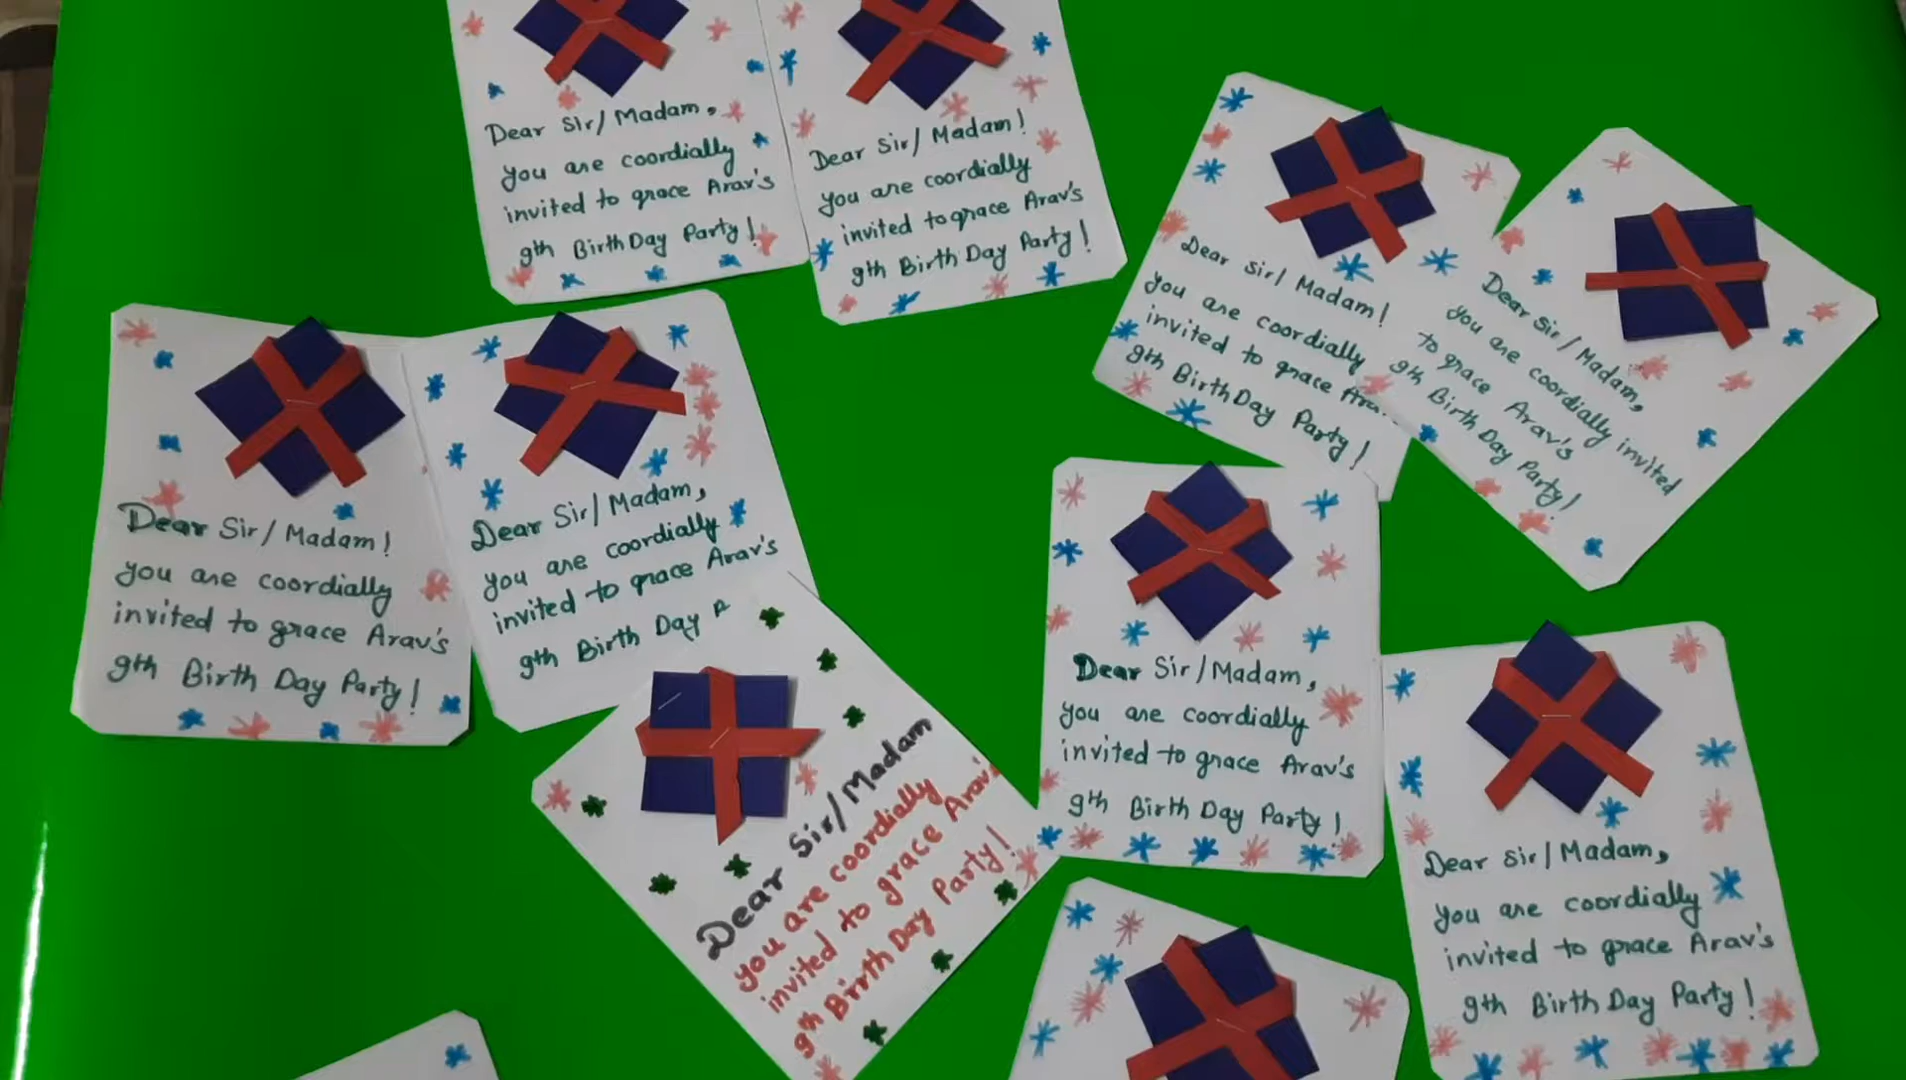 Dear Sir/ Madam,
you are coordially
invited to grace Arav's
9th Birth Day Party!
Dear Sir/ Madam!
you are coordially
invited to grace Arav's
9th Birth Day Party!
Dear Sir/ Madam!
you are coordially
invited to grace
9th Birth Day Party!
Dear Sir/ Madam,
you are coordially invited
to grace Arav's
9th Birth Day Party!
Dear Sir/ Madam!
you are coordially
invited to grace Arav's
9th Birth Day Party!
Dear Sir/ Madam,
you are coordially
invited to grace Arav's
9th Birth Day
Dear Sir/ Madam
you are coordially
invited to grace Arav's
9th Birth Day Party!
Dear Sir/ Madam,
you are coordially
invited to grace Arav's
9th Birth Day Party!
Dear Sir/ Madam,
you are coordially
invited to grace Arav's
9th Birth Day Party!